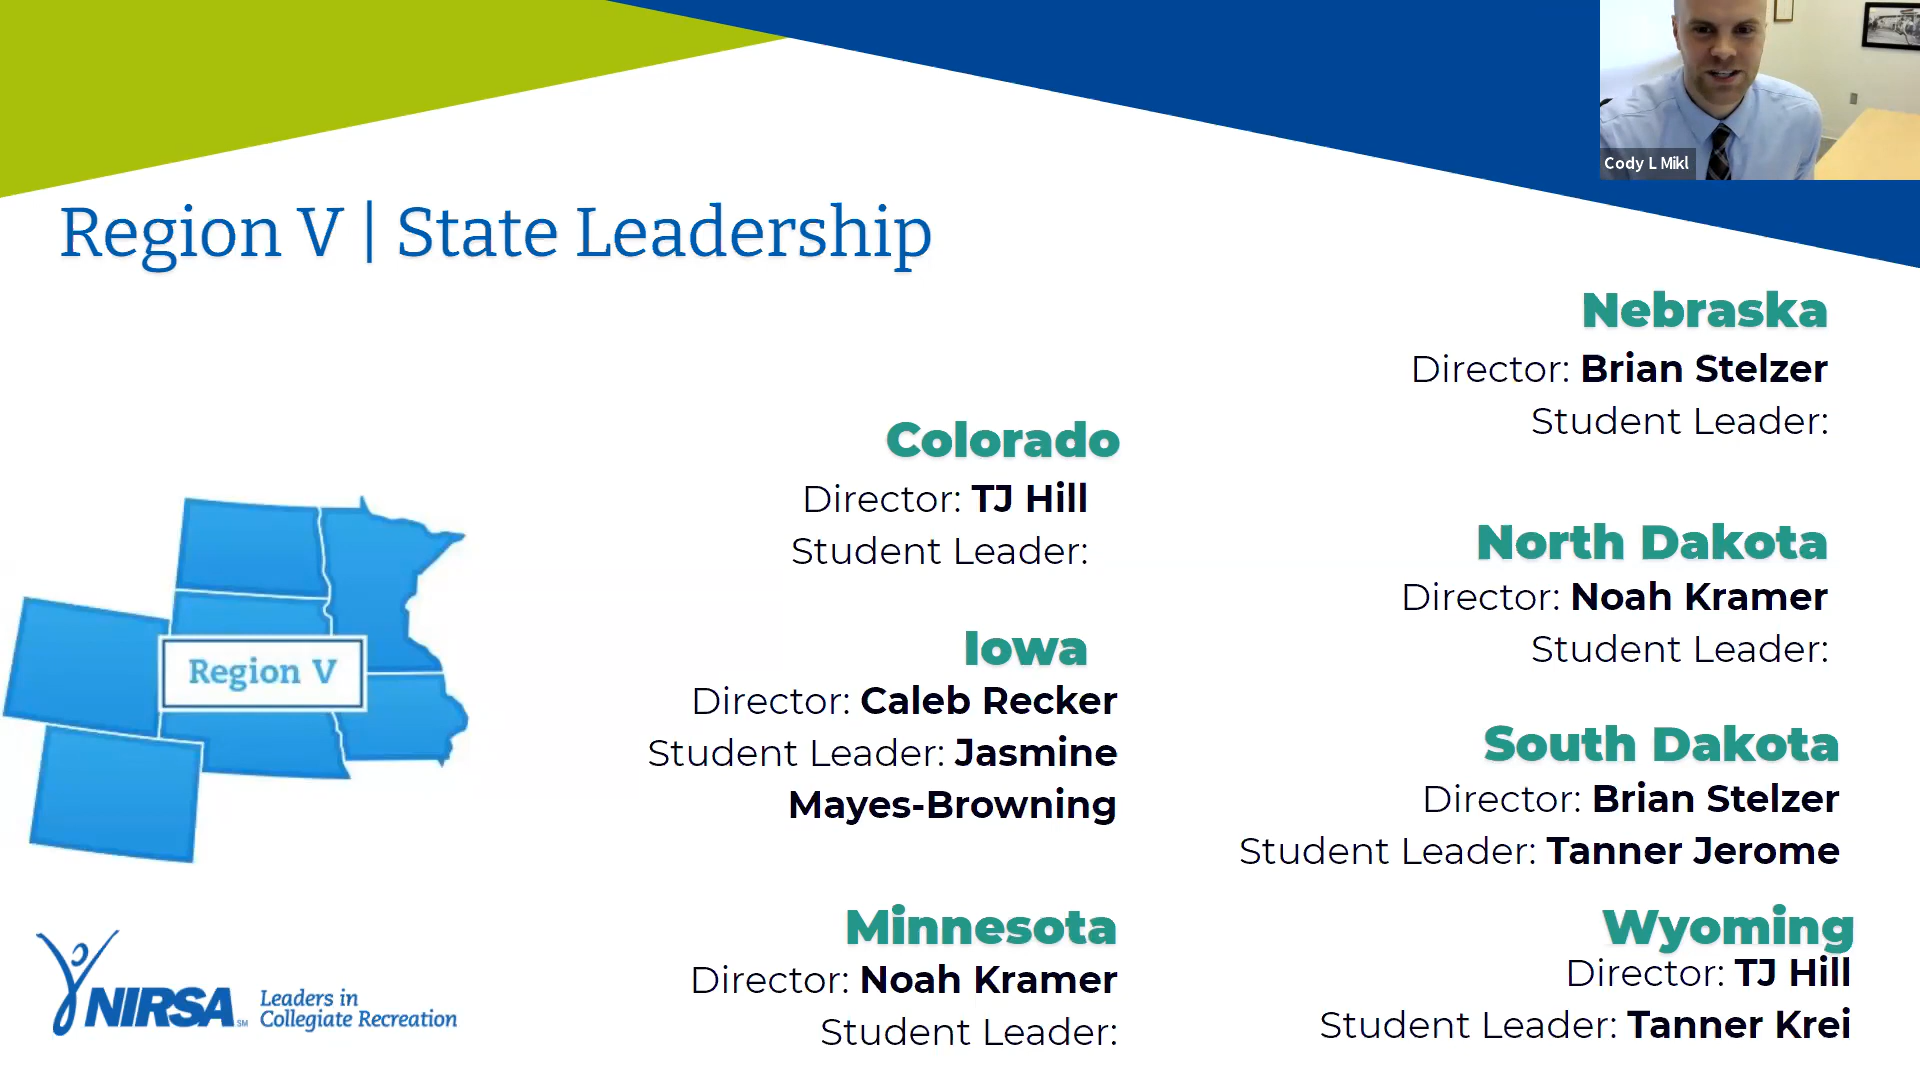 Cody L Mikl
Region V | State Leadership
Nebraska
Director: Brian Stelzer
Student Leader:
Colorado
Director: TJ Hill
Student Leader:
North Dakota
Director: Noah Kramer
Student Leader:
Iowa
Director: Caleb Recker
Student Leader: Jasmine
Mayes-Browning
Region V
South Dakota
Director: Brian Stelzer
Student Leader: Tanner Jerome
Minnesota
Director: Noah Kramer
Student Leader:
Wyoming
Director: TJ Hill
Student Leader: Tanner Krei
NIRSA SM
Leaders in
Collegiate Recreation